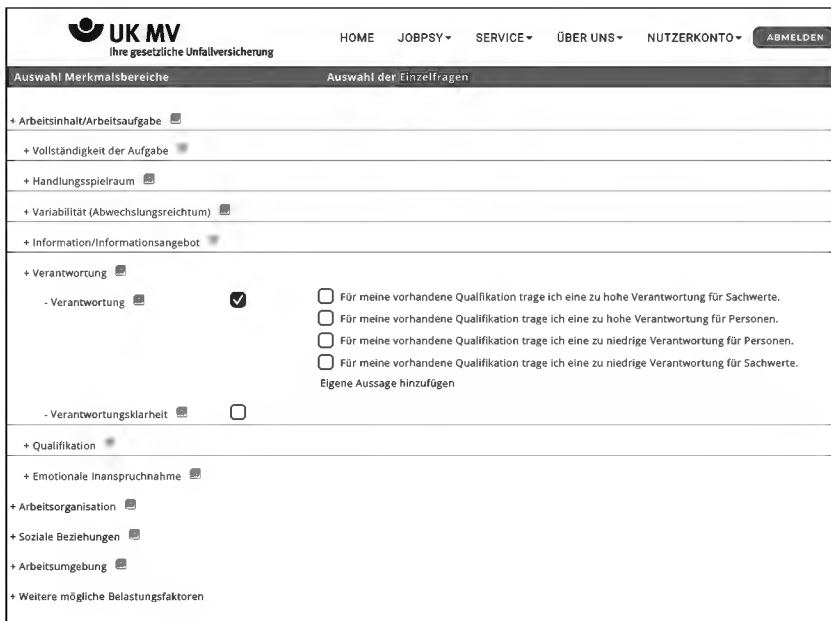 UK MV
Ihre gesetzliche Unfallversicherung
HOME JOBPSY SERVICE ÜBER UNS NUTZERKONTO ABMELDEN
Auswahl Merkmalsbereiche Auswahl der Einzelfragen
+ Arbeitsinhalt/Arbeitsaufgabe
+ Vollständigkeit der Aufgabe
+ Handlungsspielraum
+ Variabilität (Abwechslungsreichtum)
+ Information/Informationsangebot
+ Verantwortung
- Verantwortung
Für meine vorhandene Qualfikation trage ich eine zu hohe Verantwortung für Sachwerte.
Für meine vorhandene Qualifikation trage ich eine zu hohe Verantwortung für Personen.
Für meine vorhandene Qualifikation trage ich eine zu niedrige Verantwortung für Personen.
Für meine vorhandene Qualifikation trage ich eine zu niedrige Verantwortung für Sachwerte.
Eigene Aussage hinzufügen
- Verantwortungsklarheit
+ Qualifikation
+ Emotionale Inanspruchnahme
+ Arbeitsorganisation
+ Soziale Beziehungen
+ Arbeitsumgebung
+ Weitere mögliche Belastungsfaktoren